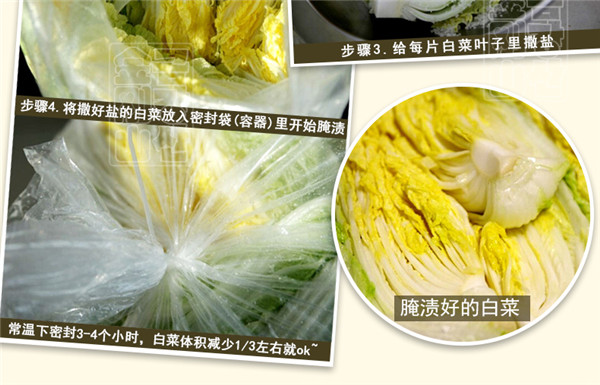 步骤3. 给每片白菜叶子里撒盐
步骤4. 将撒好盐的白菜放入密封袋(容器)里开始腌渍
常温下密封3-4个小时，白菜体积减少1/3左右就ok~
腌渍好的白菜